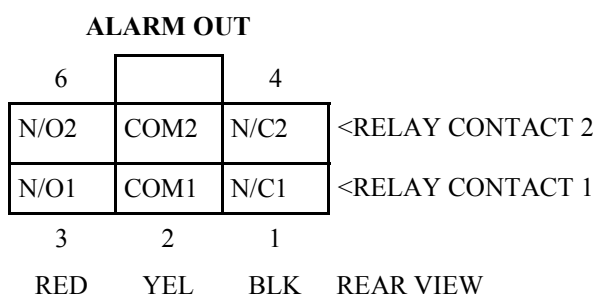 ALARM OUT
6 4
N/O2 COM2 N/C2 <RELAY CONTACT 2
N/O1 COM1 N/C1 <RELAY CONTACT 1
3 2 1
RED YEL BLK REAR VIEW